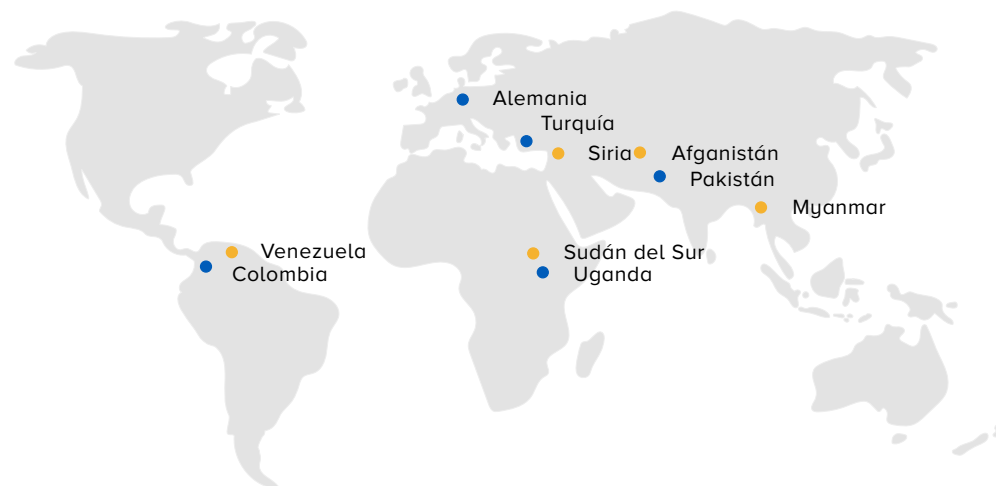 Alemania
Turquía
Siria
Afganistán
Pakistán
Myanmar
Venezuela
Colombia
Sudán del Sur
Uganda